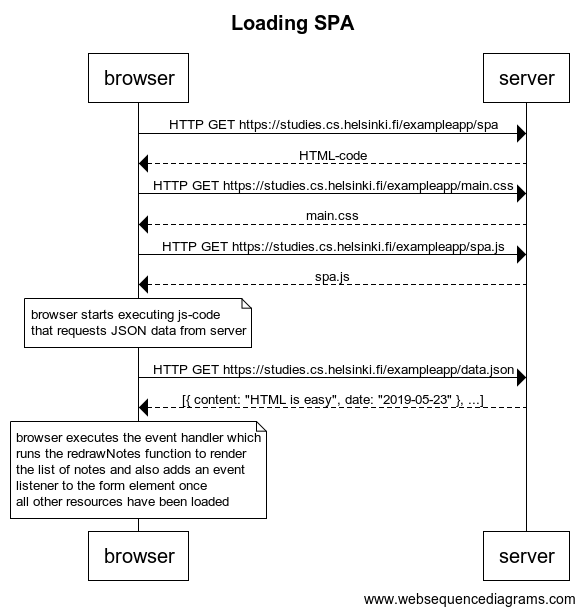 Loading SPA
browser
server
HTTP GET https://studies.cs.helsinki.fi/exampleapp/spa
HTML-code
HTTP GET https://studies.cs.helsinki.fi/exampleapp/main.css
main.css
HTTP GET https://studies.cs.helsinki.fi/exampleapp/spa.js
spa.js
browser starts executing js-code
that requests JSON data from server
HTTP GET https://studies.cs.helsinki.fi/exampleapp/data.json
[{ content: "HTML is easy", date: "2019-05-23" }, ...]
browser executes the event handler which
runs the redrawNotes function to render
the list of notes and also adds an event
listener to the form element once
all other resources have been loaded
browser
server
www.websequencediagrams.com